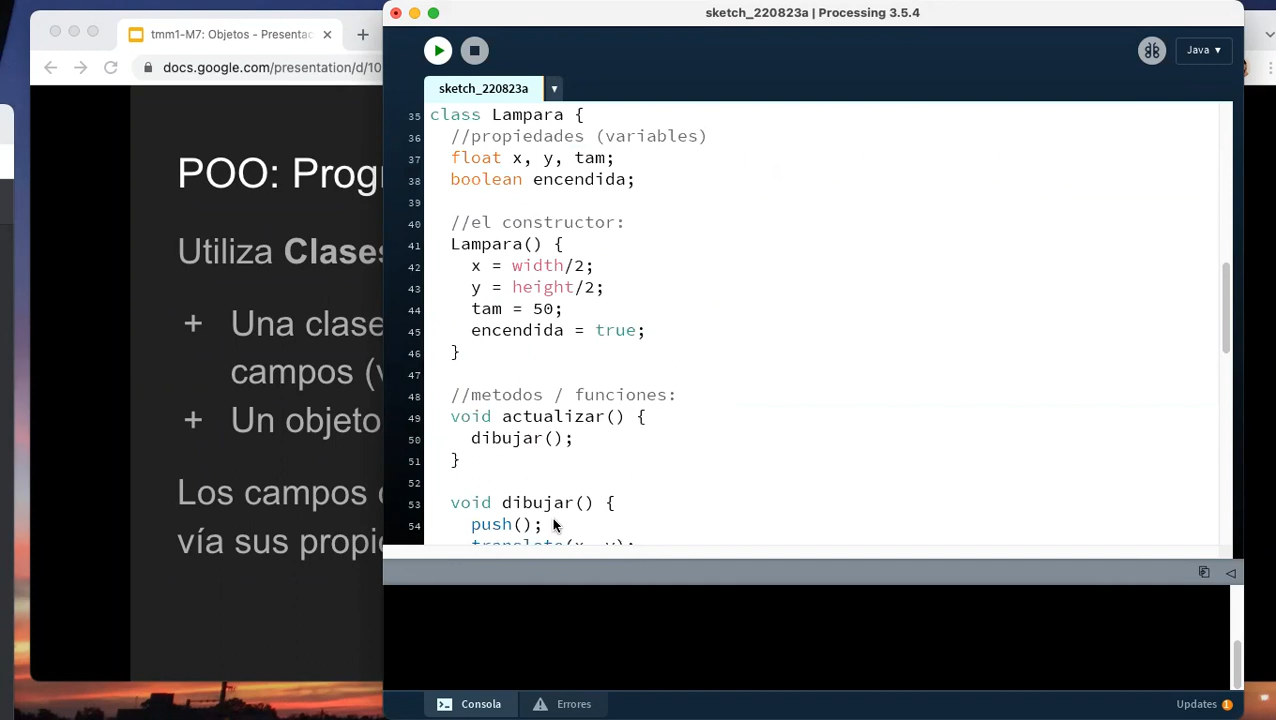 tmm1-M7: Objetos - Presentac
docs.google.com/presentation/d/10
POO: Prog
Utiliza Clases
+ Una clase
campos (v
+ Un objeto
Los campos
vía sus propi
sketch_220823a | Processing 3.5.4
Java ▾
sketch_220823a ▾
35 class Lampara {
36 //propiedades (variables)
37 float x, y, tam;
38 boolean encendida;
39
40 //el constructor:
41 Lampara() {
42 x = width/2;
43 y = height/2;
44 tam = 50;
45 encendida = true;
46 }
47
48 //metodos / funciones:
49 void actualizar() {
50 dibujar();
51 }
52
53 void dibujar() {
54 push();
translate(x, y);
Consola
Errores
Updates 1